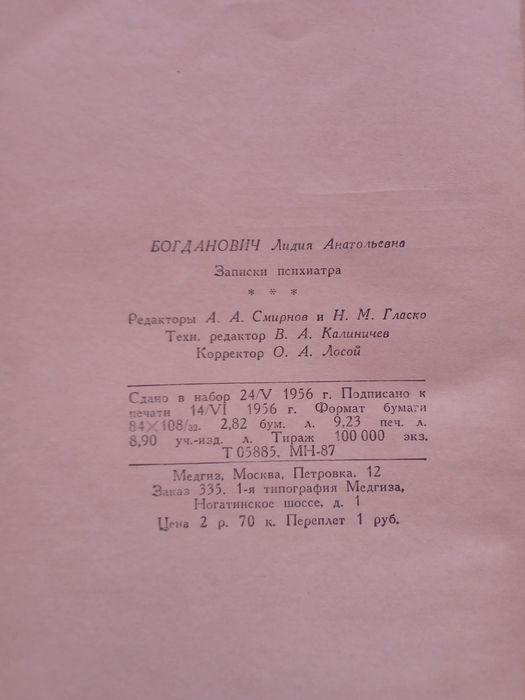 БОГДАНОВИЧ Лидия Анатольевна
Записки психиатра
* * *
Редакторы А. А. Смирнов и Н. М. Гласко
Техн. редактор В. А. Калиничев
Корректор О. А. Лосой
Сдано в набор 24/V 1956 г. Подписано к
печати 14/VI 1956 г. Формат бумаги
84×108/32. 2,82 бум. л. 9,23 печ. л.
8,90 уч.-изд. л. Тираж 100 000 экз.
Т 05885. МН-87
Медгиз, Москва, Петровка. 12
Заказ 335. 1-я типография Медгиза,
Ногатинское шоссе, д. 1
Цена 2 р. 70 к. Переплет 1 руб.